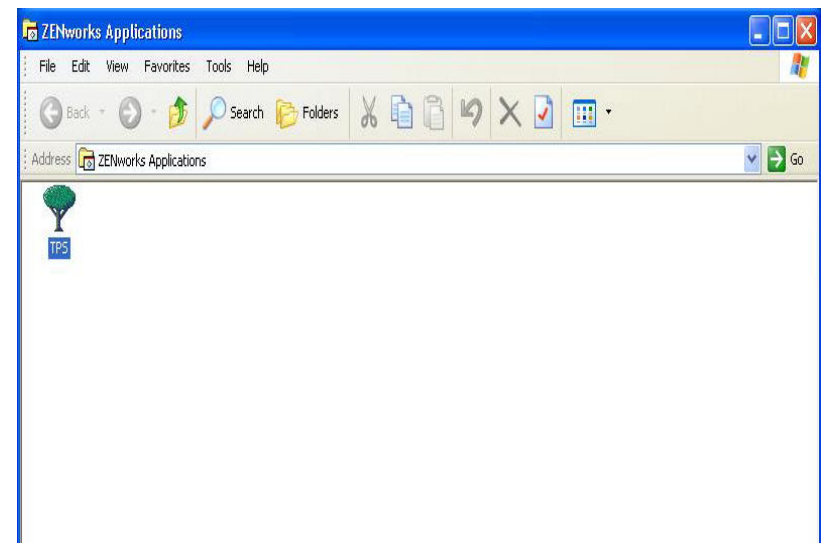 ZENworks Applications
File Edit View Favorites Tools Help
Back Search Folders
Address ZENworks Applications Go
TPS